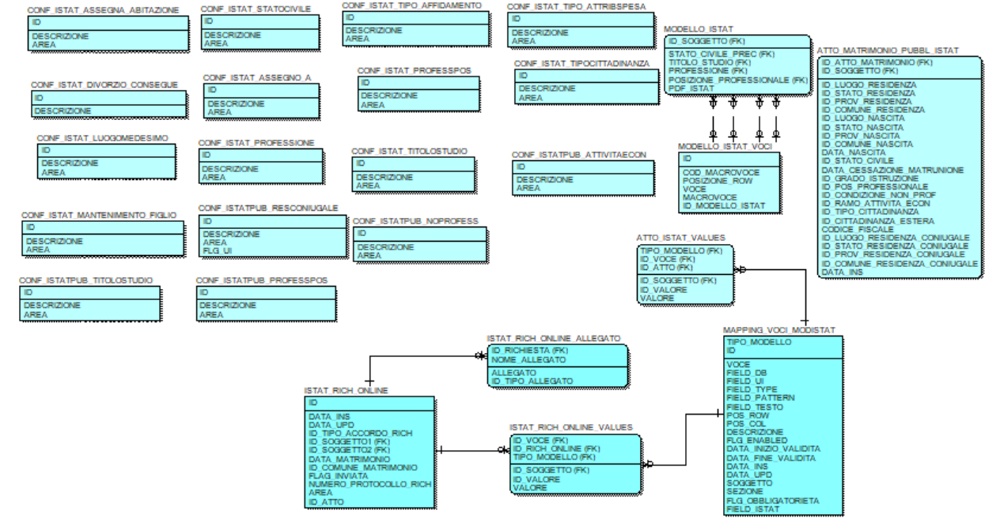 CONF_ISTAT_ASSEGNA_ABITAZIONE
ID
DESCRIZIONE
AREA
CONF_ISTAT_STATOCIVILE
ID
DESCRIZIONE
AREA
CONF_ISTAT_TIPO_AFFIDAMENTO
ID
DESCRIZIONE
AREA
CONF_ISTAT_TIPO_ATTRIBSPESA
ID
DESCRIZIONE
AREA
MODELLO_ISTAT
ID_SOGGETTO (FK)
STATO_CIVILE_PREC (FK)
TITOLO_STUDIO (FK)
PROFESSIONE (FK)
POSIZIONE_PROFESSIONALE (FK)
PDF_ISTAT
ATTO_MATRIMONIO_PUBBL_ISTAT
ID_ATTO_MATRIMONIO (FK)
ID_SOGGETTO (FK)
ID_LUOGO_RESIDENZA
ID_STATO_RESIDENZA
ID_PROV_RESIDENZA
ID_COMUNE_RESIDENZA
ID_LUOGO_NASCITA
ID_STATO_NASCITA
ID_PROV_NASCITA
ID_COMUNE_NASCITA
DATA_NASCITA
ID_STATO_CIVILE
DATA_CESSAZIONE_MATRUNIONE
ID_GRADO_ISTRUZIONE
ID_POS_PROFESSIONALE
ID_CONDIZIONE_NON_PROF
ID_RAMO_ATTIVITA_ECON
ID_TIPO_CITTADINANZA
ID_CITTADINANZA_ESTERA
CODICE_FISCALE
ID_LUOGO_RESIDENZA_CONIUGALE
ID_STATO_RESIDENZA_CONIUGALE
ID_PROV_RESIDENZA_CONIUGALE
ID_COMUNE_RESIDENZA_CONIUGALE
DATA_INS
CONF_ISTAT_DIVORZIO_CONSEGUE
ID
DESCRIZIONE
CONF_ISTAT_ASSEGNO_A
ID
DESCRIZIONE
AREA
CONF_ISTAT_PROFESSPOS
ID
DESCRIZIONE
AREA
CONF_ISTAT_TIPOCITTADINANZA
ID
DESCRIZIONE
AREA
CONF_ISTAT_LUOGOMEDESIMO
ID
DESCRIZIONE
AREA
CONF_ISTAT_PROFESSIONE
ID
DESCRIZIONE
AREA
CONF_ISTAT_TITOLOSTUDIO
ID
DESCRIZIONE
AREA
CONF_ISTATPUB_ATTIVITAECON
ID
DESCRIZIONE
AREA
MODELLO_ISTAT_VOCI
ID
COD_MACROVOCE
POSIZIONE_ROW
VOCE
MACROVOCE
ID_MODELLO_ISTAT
CONF_ISTAT_MANTENIMENTO_FIGLIO
ID
DESCRIZIONE
AREA
CONF_ISTATPUB_RESCONIUGALE
ID
DESCRIZIONE
AREA
FLG_UI
CONF_ISTATPUB_NOPROFESS
ID
DESCRIZIONE
AREA
ATTO_ISTAT_VALUES
TIPO_MODELLO (FK)
ID_VOCE (FK)
ID_ATTO (FK)
ID_SOGGETTO (FK)
ID_VALORE
VALORE
CONF_ISTATPUB_TITOLOSTUDIO
ID
DESCRIZIONE
AREA
CONF_ISTATPUB_PROFESSPOS
ID
DESCRIZIONE
AREA
ISTAT_RICH_ONLINE_ALLEGATO
ID_RICHIESTA (FK)
NOME_ALLEGATO
ALLEGATO
ID_TIPO_ALLEGATO
MAPPING_VOCI_MODISTAT
TIPO_MODELLO
ID
VOCE
FIELD_DB
FIELD_UI
FIELD_TYPE
FIELD_PATTERN
FIELD_TESTO
POS_ROW
POS_COL
DESCRIZIONE
FLG_ENABLED
DATA_INIZIO_VALIDITA
DATA_FINE_VALIDITA
DATA_INS
DATA_UPD
SOGGETTO
SEZIONE
FLG_OBBLIGATORIETA
FIELD_ISTAT
ISTAT_RICH_ONLINE
ID
DATA_INS
DATA_UPD
ID_TIPO_ACCORDO_RICH
ID_SOGGETTO1 (FK)
ID_SOGGETTO2 (FK)
DATA_MATRIMONIO
ID_COMUNE_MATRIMONIO
FLAG_INVIATA
NUMERO_PROTOCOLLO_RICH
AREA
ID_ATTO
ISTAT_RICH_ONLINE_VALUES
ID_VOCE (FK)
ID_RICH_ONLINE (FK)
TIPO_MODELLO (FK)
ID_SOGGETTO (FK)
ID_VALORE
VALORE